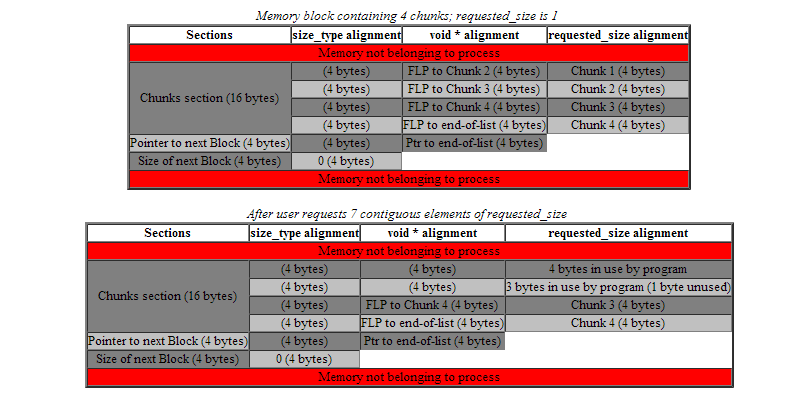 Memory block containing 4 chunks; requested_size is 1
Sections size_type alignment void * alignment requested_size alignment
Memory not belonging to process
Chunks section (16 bytes) (4 bytes) FLP to Chunk 2 (4 bytes) Chunk 1 (4 bytes)
(4 bytes) FLP to Chunk 3 (4 bytes) Chunk 2 (4 bytes)
(4 bytes) FLP to Chunk 4 (4 bytes) Chunk 3 (4 bytes)
(4 bytes) FLP to end-of-list (4 bytes) Chunk 4 (4 bytes)
Pointer to next Block (4 bytes) (4 bytes) Ptr to end-of-list (4 bytes)
Size of next Block (4 bytes) 0 (4 bytes)
Memory not belonging to process
After user requests 7 contiguous elements of requested_size
Sections size_type alignment void * alignment requested_size alignment
Memory not belonging to process
Chunks section (16 bytes) (4 bytes) (4 bytes) 4 bytes in use by program
(4 bytes) (4 bytes) 3 bytes in use by program (1 byte unused)
(4 bytes) FLP to Chunk 4 (4 bytes) Chunk 3 (4 bytes)
(4 bytes) FLP to end-of-list (4 bytes) Chunk 4 (4 bytes)
Pointer to next Block (4 bytes) (4 bytes) Ptr to end-of-list (4 bytes)
Size of next Block (4 bytes) 0 (4 bytes)
Memory not belonging to process